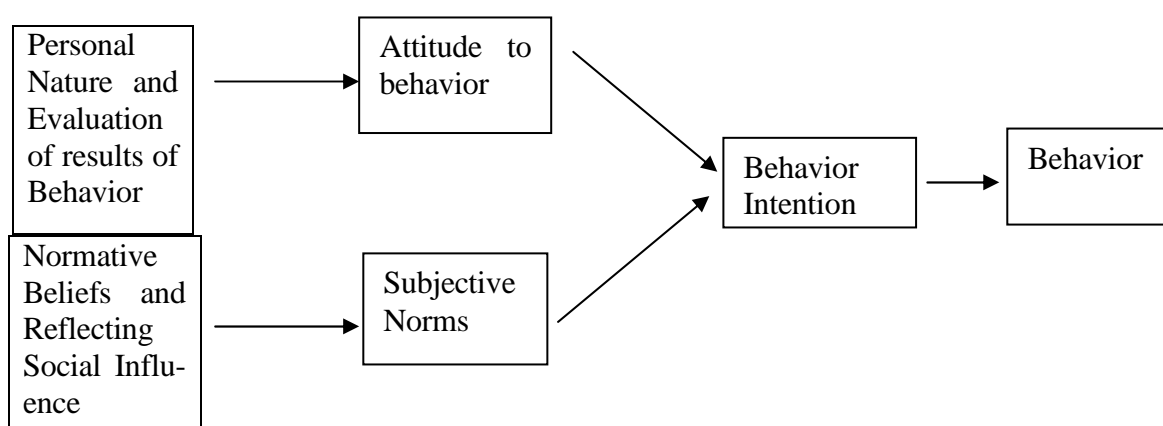 Personal
Nature and
Evaluation
of results of
Behavior
Attitude to
behavior
Normative
Beliefs and
Reflecting
Social Influ-
ence
Subjective
Norms
Behavior
Intention
Behavior